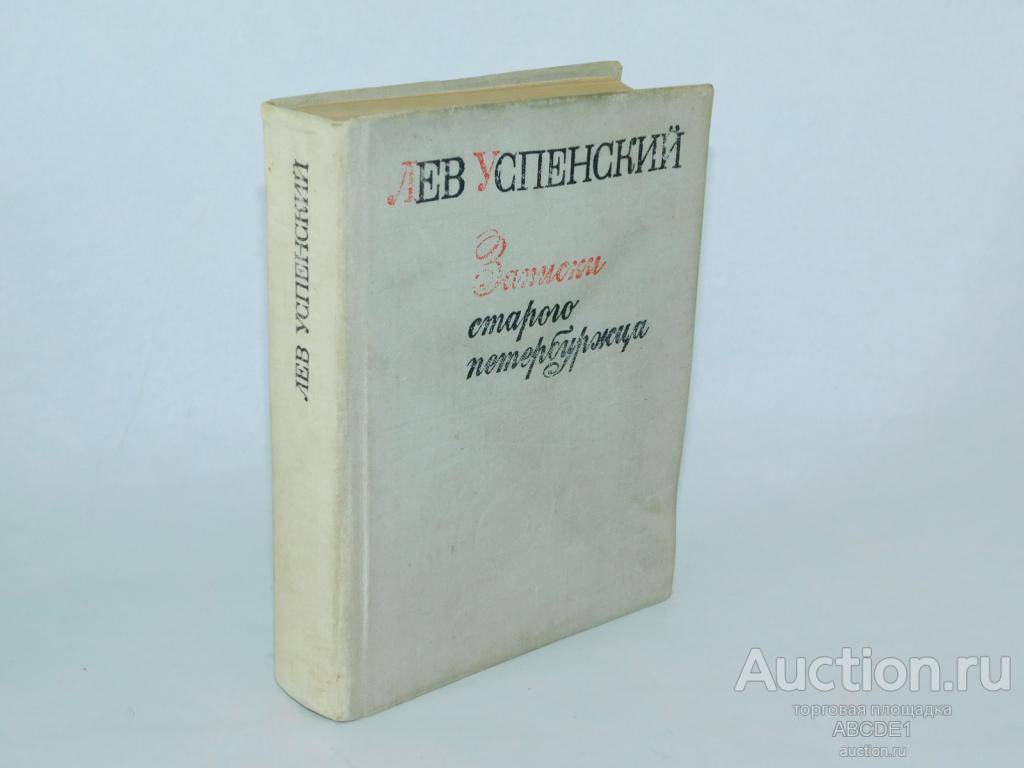 ЛЕВ УСПЕНСКИЙ
ЛЕВ УСПЕНСКИЙ
Записки
старого
петербуржца
Auction.ru
торговая площадка
ABCDE1
auction.ru